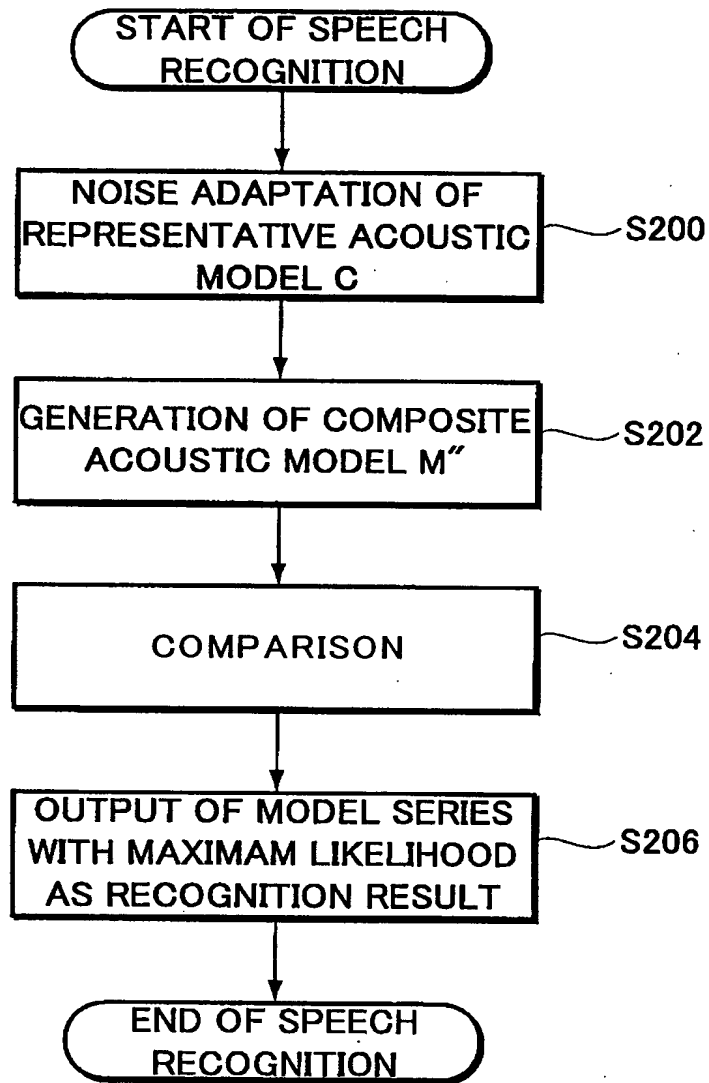 START OF SPEECH
RECOGNITION
NOISE ADAPTATION OF
REPRESENTATIVE ACOUSTIC
MODEL C
S200
GENERATION OF COMPOSITE
ACOUSTIC MODEL M″
S202
COMPARISON
S204
OUTPUT OF MODEL SERIES
WITH MAXIMAM LIKELIHOOD
AS RECOGNITION RESULT
S206
END OF SPEECH
RECOGNITION